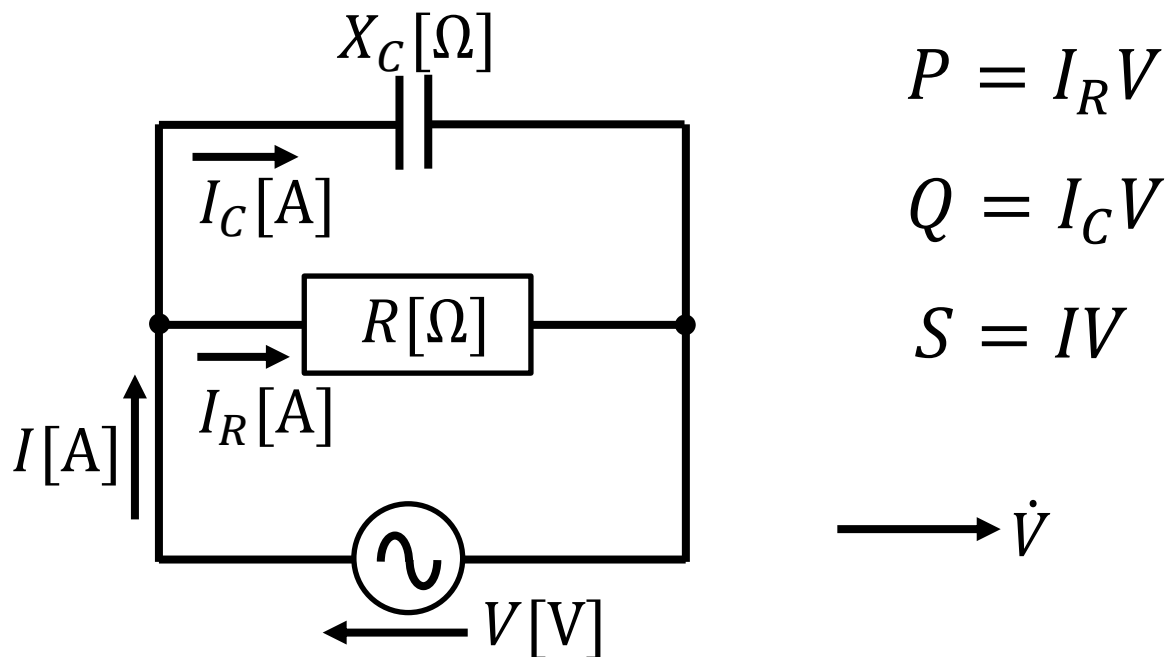 X_C[Ω]
I_C[A]
R[Ω]
I_R[A]
I[A]
V[V]
P = I_R V
Q = I_C V
S = IV
V̇